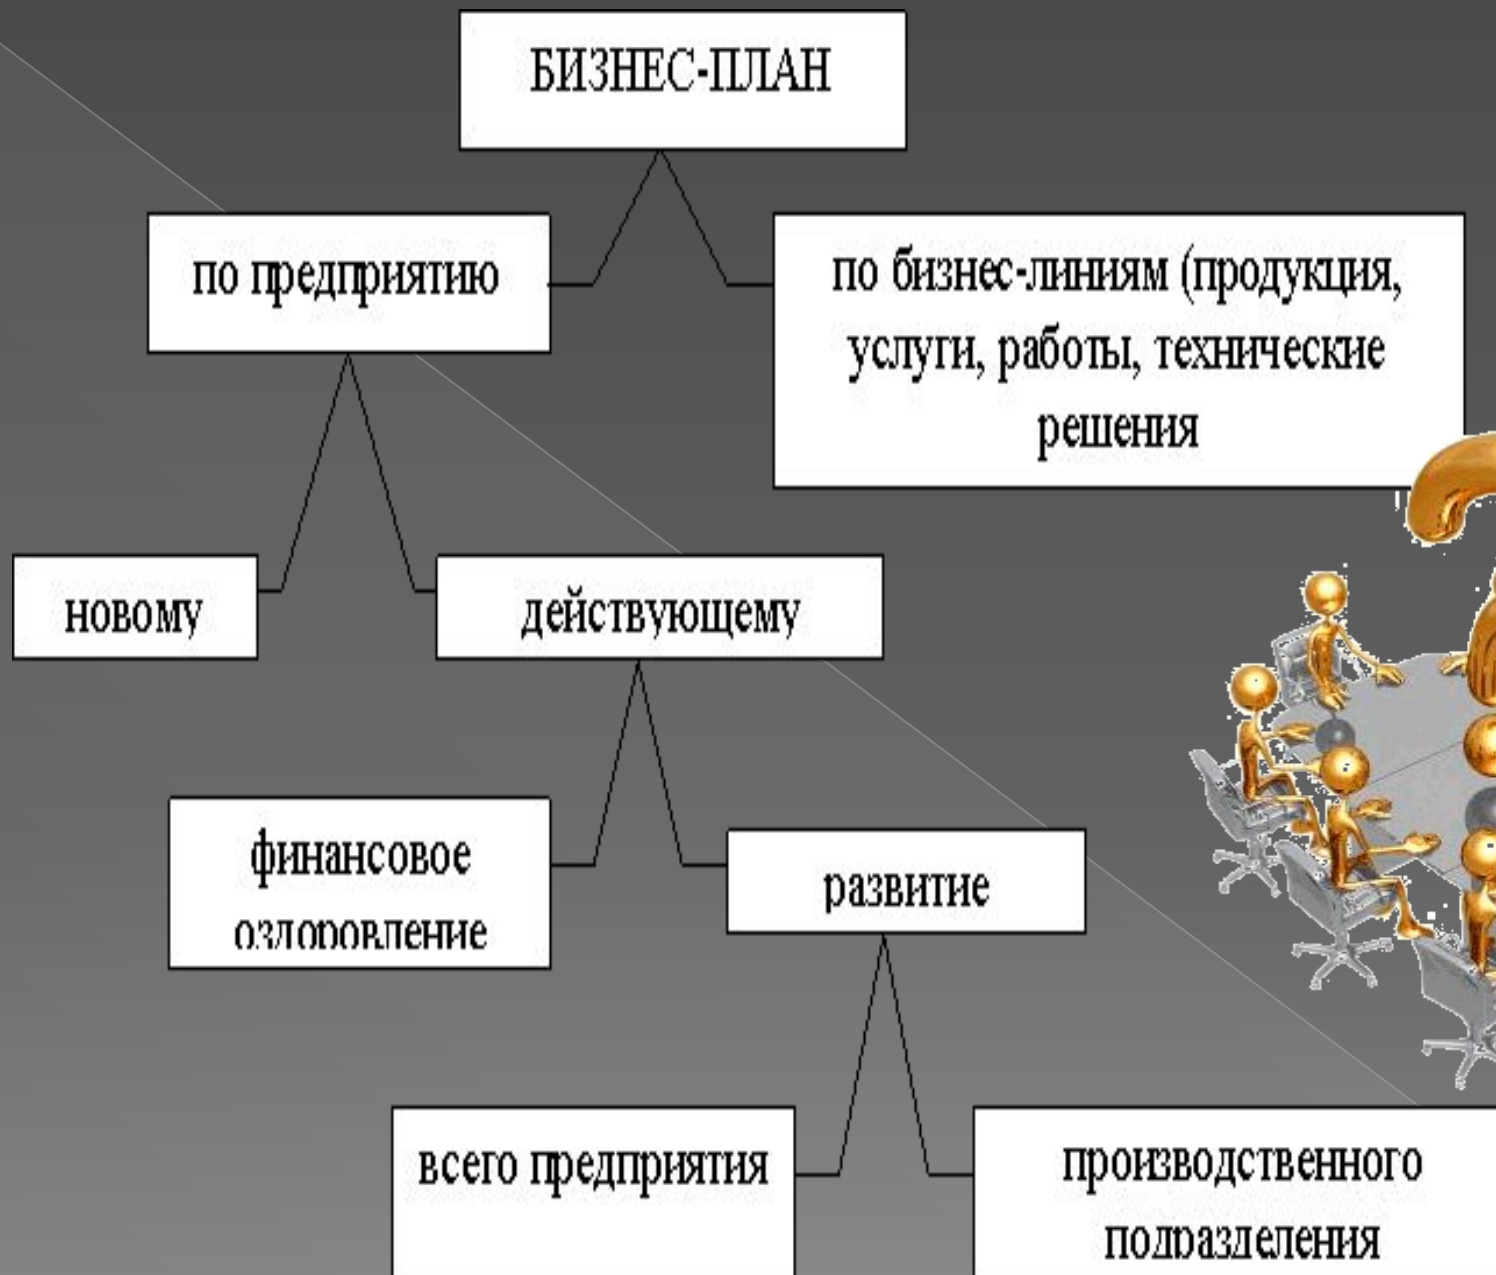 БИЗНЕС-ПЛАН
по предприятию
по бизнес-линиям (продукция,
услуги, работы, технические
решения
новому
действующему
финансовое
оздоровление
развитие
всего предприятия
производственного
подразделения